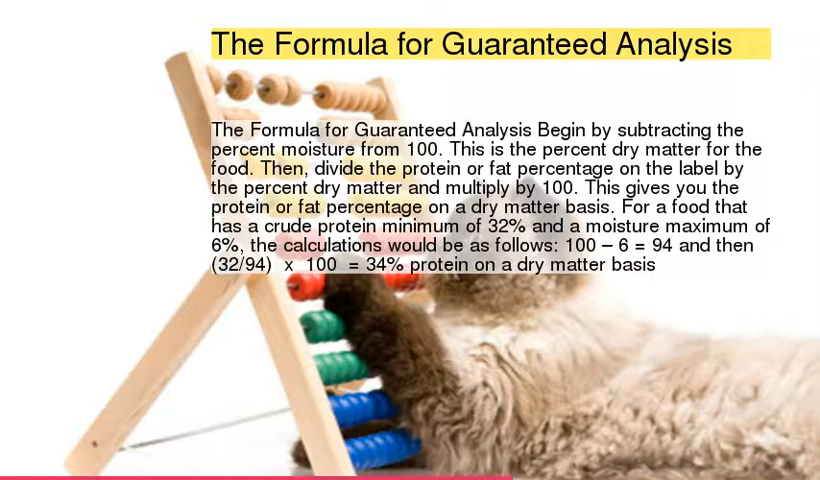 The Formula for Guaranteed Analysis
The Formula for Guaranteed Analysis Begin by subtracting the
percent moisture from 100. This is the percent dry matter for the
food. Then, divide the protein or fat percentage on the label by
the percent dry matter and multiply by 100. This gives you the
protein or fat percentage on a dry matter basis. For a food that
has a crude protein minimum of 32% and a moisture maximum of
6%, the calculations would be as follows: 100 – 6 = 94 and then
(32/94)  x  100  = 34% protein on a dry matter basis